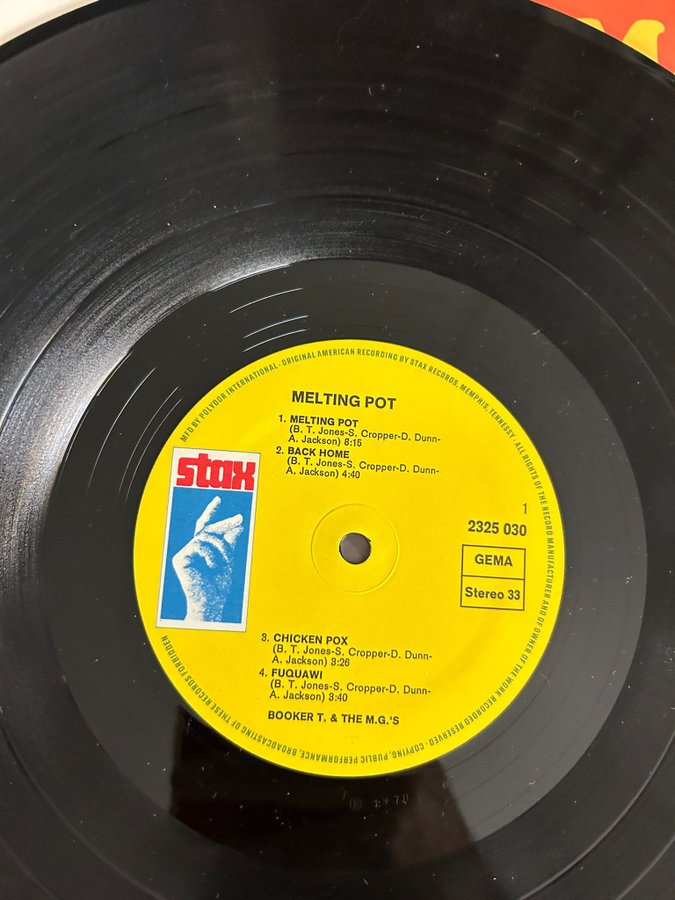 MFD BY POLYDOR INTERNATIONAL · ORIGINAL AMERICAN RECORDING BY STAX RECORDS, MEMPHIS, TENNESSY · ALL RIGHTS OF THE RECORD MANUFACTURER AND OF OWNER OF THE WORK RECORDED RESERVED · COPYING, PUBLIC PERFORMANCE, BROADCASTING OF THESE RECORDS FORBIDDEN
MELTING POT
1. MELTING POT
(B. T. Jones-S. Cropper-D. Dunn-
A. Jackson) 8:15
2. BACK HOME
(B. T. Jones-S. Cropper-D. Dunn-
A. Jackson) 4:40
stax
1
2325 030
GEMA
Stereo 33
3. CHICKEN POX
(B. T. Jones-S. Cropper-D. Dunn-
A. Jackson) 3:26
4. FUQUAWI
(B. T. Jones-S. Cropper-D. Dunn-
A. Jackson) 3:40
BOOKER T. & THE M.G.'S
Ⓟ 1970
M